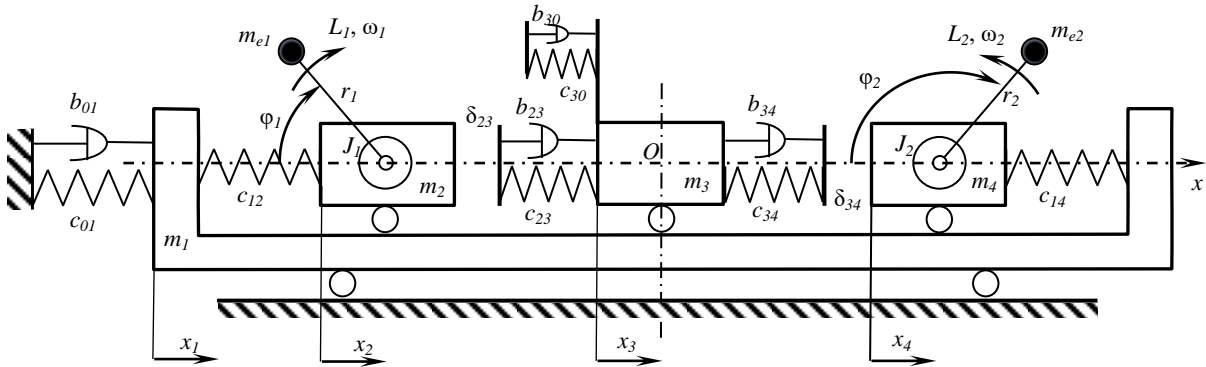 b₃₀
mₑ₁
L₁, ω₁
L₂, ω₂
mₑ₂
c₃₀
φ₂
r₁
r₂
b₀₁
φ₁
δ₂₃
b₂₃
b₃₄
J₁
O
J₂
m₂
m₃
m₄
x
c₁₂
c₂₃
c₃₄
δ₃₄
c₁₄
c₀₁
m₁
x₁
x₂
x₃
x₄